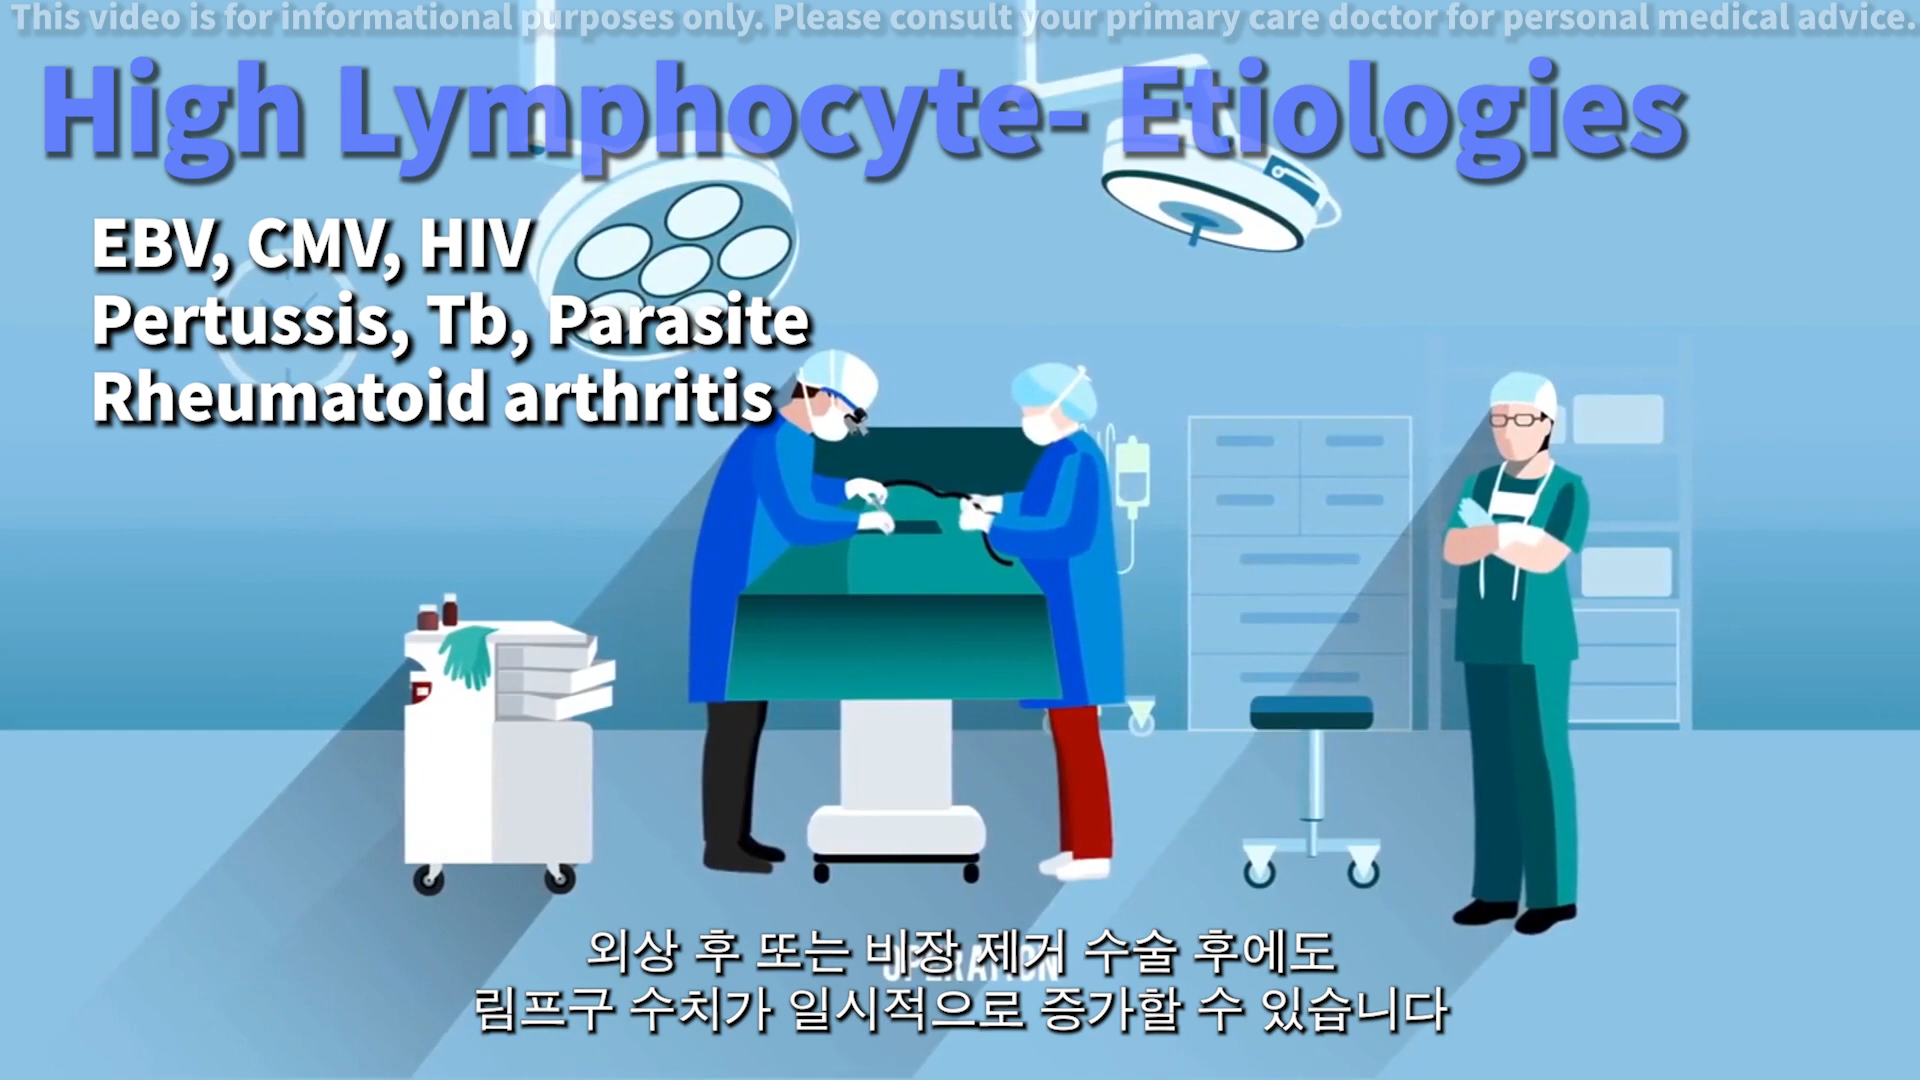 This video is for informational purposes only. Please consult your primary care doctor for personal medical advice.
High Lymphocyte- Etiologies
EBV, CMV, HIV
Pertussis, Tb, Parasite
Rheumatoid arthritis
OPERATION
외상 후 또는 비장 제거 수술 후에도
림프구 수치가 일시적으로 증가할 수 있습니다